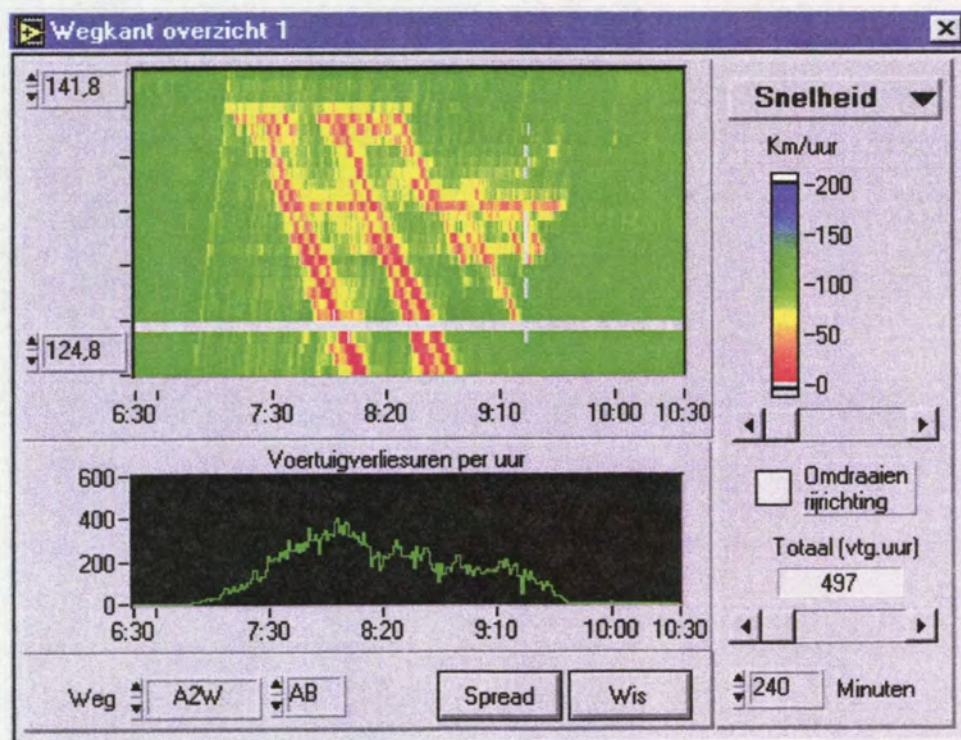 Wegkant overzicht 1
141,8
124,8
6:30 7:30 8:20 9:10 10:00 10:30
Snelheid
Km/uur
-200
-150
-100
-50
-0
Voertuigverliesuren per uur
600-
400-
200-
0-
6:30 7:30 8:20 9:10 10:00 10:30
Omdraaien
rijrichting
Totaal (vtg.uur)
497
Weg A2W AB Spread Wis
240 Minuten